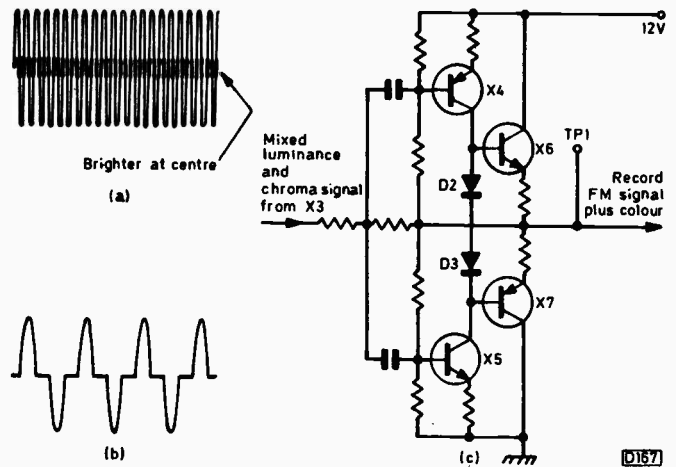 Brighter at centre
(a)
(b)
12V
X4
X6
TP1
Mixed
luminance
and
chroma signal
from X3
D2
Record
FM signal
plus colour
D3
X7
X5
(c)
D167